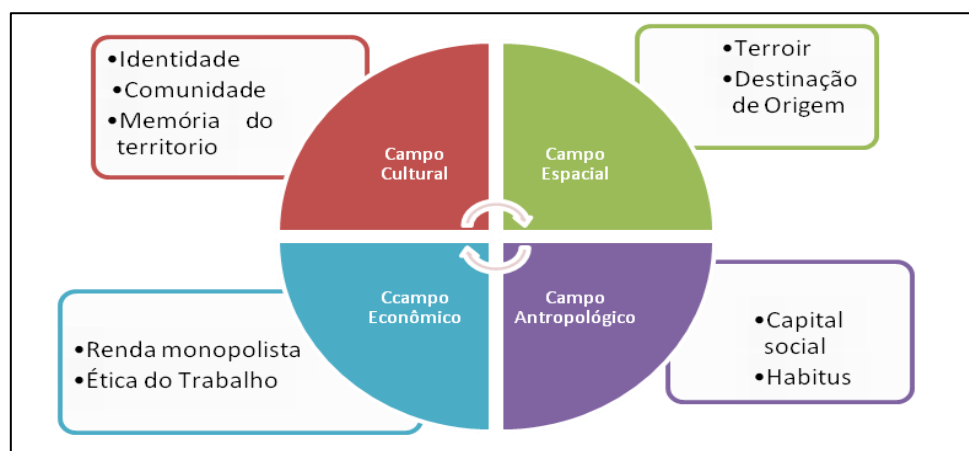 •Identidade
•Comunidade
•Memória do
territorio
Campo
Cultural
Campo
Espacial
•Terroir
•Destinação
de Origem
•Renda monopolista
•Ética do Trabalho
Ccampo
Econômico
Campo
Antropológico
•Capital
social
•Habitus